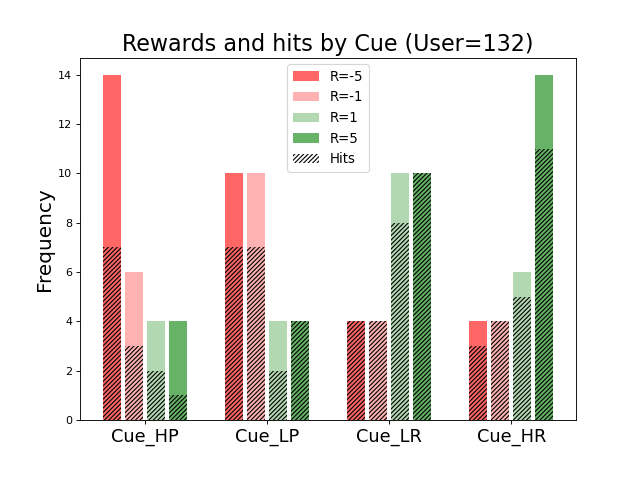 Rewards and hits by Cue (User=132)
R=-5
R=-1
R=1
R=5
Hits
Frequency
14
12
10
8
6
4
2
0
Cue_HP
Cue_LP
Cue_LR
Cue_HR